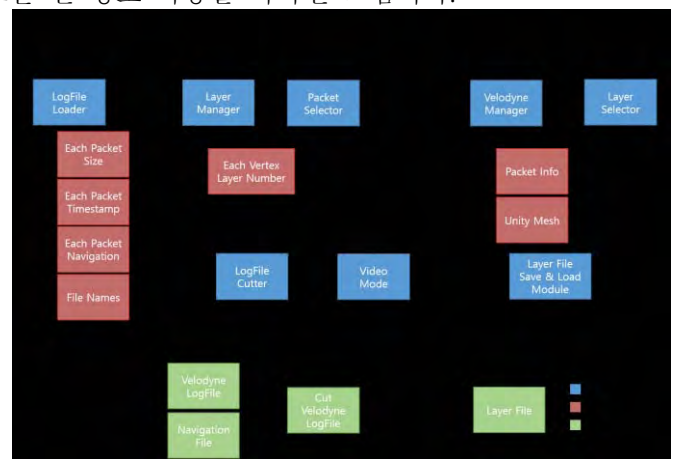 LogFile
Loader
Layer
Manager
Packet
Selector
Velodyne
Manager
Layer
Selector
Each Packet
Size
Each Packet
Timestamp
Each Packet
Navigation
File Names
Each Vertex
Layer Number
Packet Info
Unity Mesh
LogFile
Cutter
Video
Mode
Layer File
Save & Load
Module
Velodyne
LogFile
Navigation
File
Cut
Velodyne
LogFile
Layer File